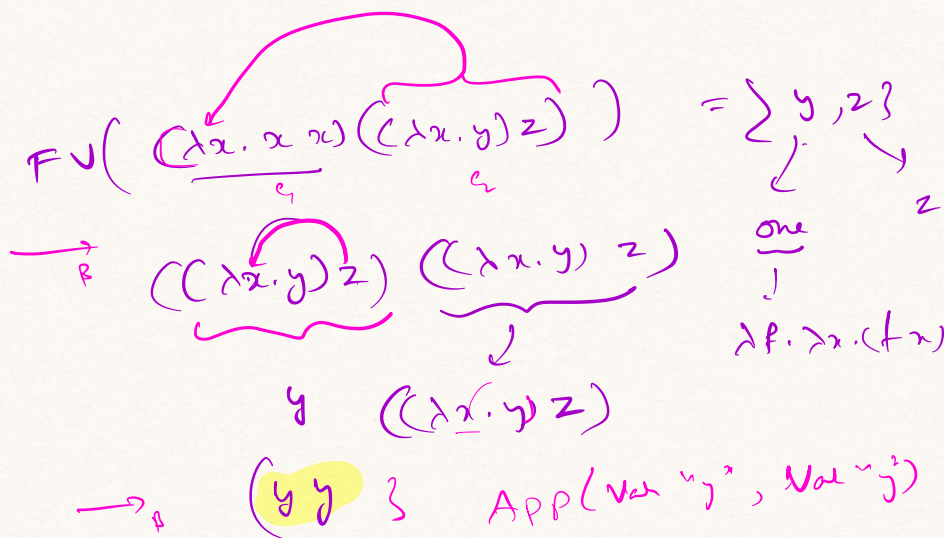 FV( (λx. x x) ((λx. y) z) ) = { y, z }
e₁ e₂
one z
→β ((λx. y) z) ((λx. y) z)
λf. λx. (f x)
y ((λx. y) z)
→β (y y } App(Var "y", Var "y")